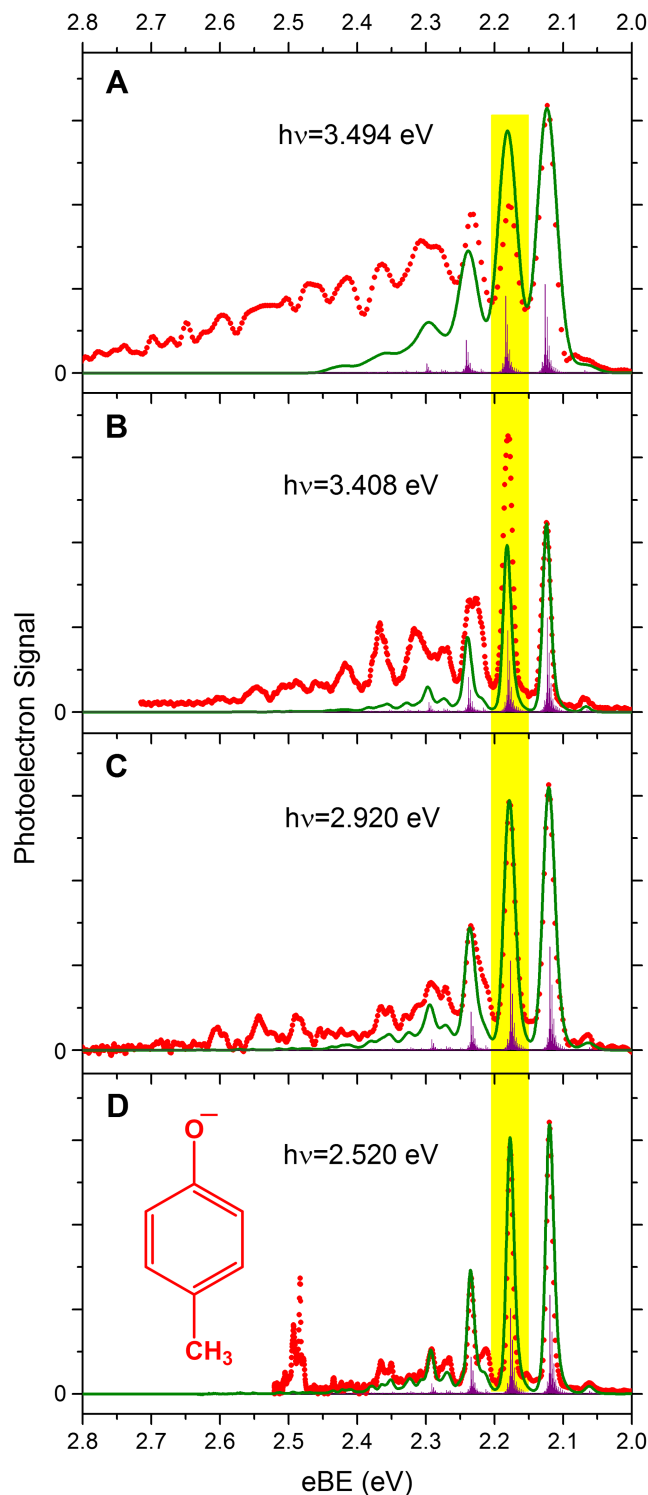 2.8 2.7 2.6 2.5 2.4 2.3 2.2 2.1 2.0
A
hν=3.494 eV
0
B
hν=3.408 eV
0
Photoelectron Signal
C
hν=2.920 eV
0
D
O⁻
hν=2.520 eV
CH₃
0
2.8 2.7 2.6 2.5 2.4 2.3 2.2 2.1 2.0
eBE (eV)